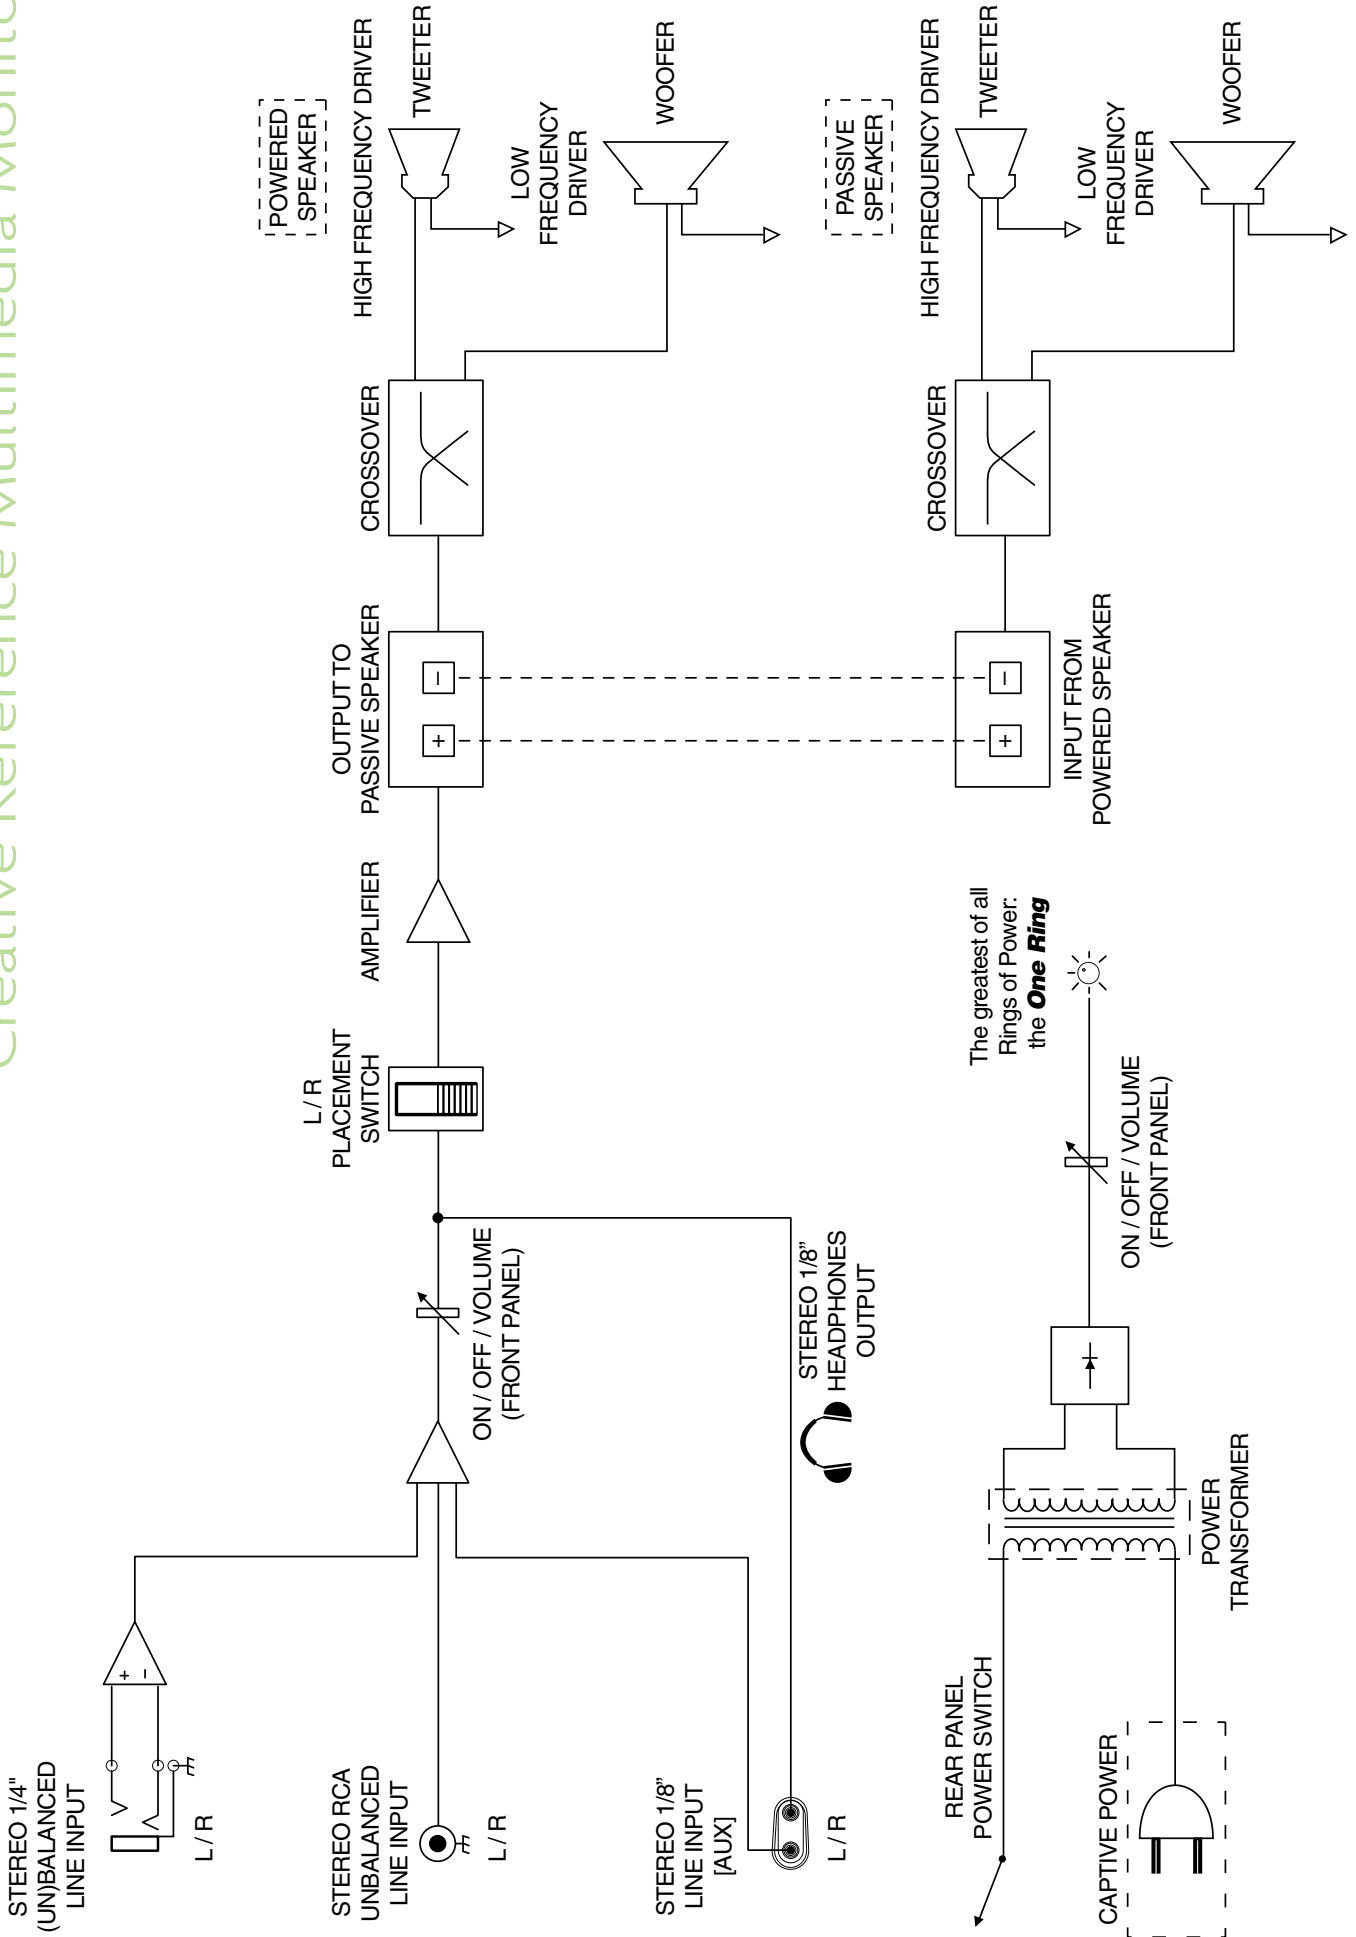 Creative Reference Multimedia Monitor
STEREO 1/4"
(UN)BALANCED
LINE INPUT
L / R
+
−
STEREO RCA
UNBALANCED
LINE INPUT
L / R
STEREO 1/8”
LINE INPUT
[AUX]
L / R
ON / OFF / VOLUME
(FRONT PANEL)
STEREO 1/8”
HEADPHONES
OUTPUT
L / R
PLACEMENT
SWITCH
AMPLIFIER
OUTPUT TO
PASSIVE SPEAKER
+
−
CROSSOVER
POWERED
SPEAKER
HIGH FREQUENCY DRIVER
TWEETER
LOW
FREQUENCY
DRIVER
WOOFER
REAR PANEL
POWER SWITCH
CAPTIVE POWER
POWER
TRANSFORMER
ON / OFF / VOLUME
(FRONT PANEL)
The greatest of all
Rings of Power:
the One Ring
INPUT FROM
POWERED SPEAKER
+
−
CROSSOVER
PASSIVE
SPEAKER
HIGH FREQUENCY DRIVER
TWEETER
LOW
FREQUENCY
DRIVER
WOOFER